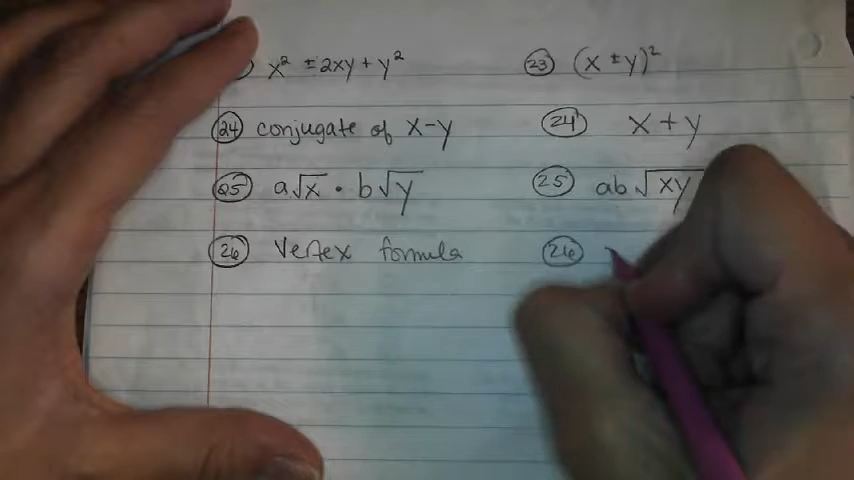 x² ± 2xy + y² (23) (x ± y)²
(24) conjugate of x-y (24) x + y
(25) a√x • b√y (25) ab √xy
(26) Vertex formula (26)